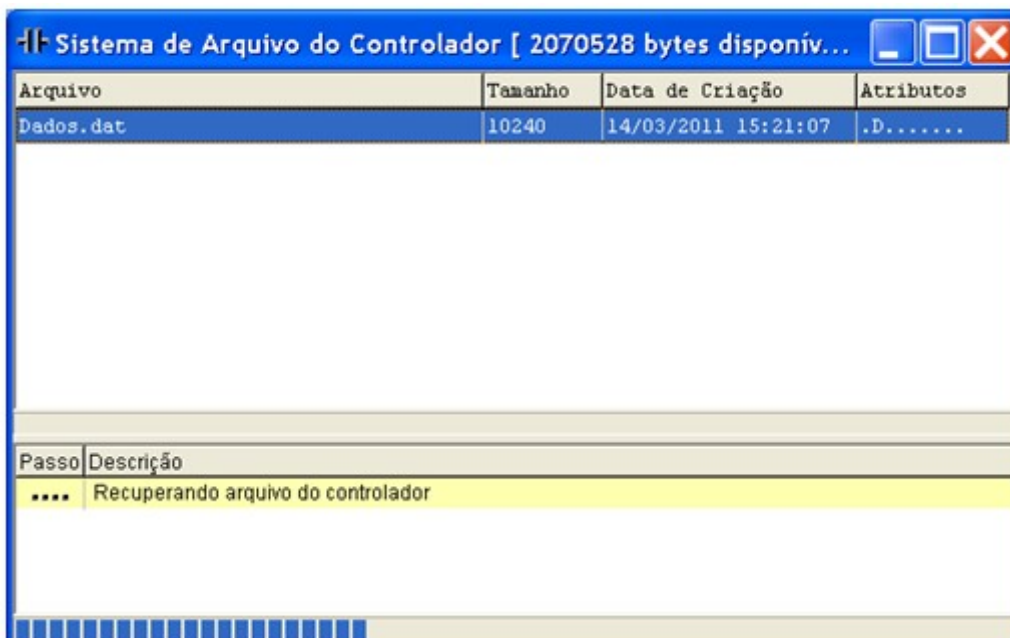 Sistema de Arquivo do Controlador [ 2070528 bytes disponív...
Arquivo Tamanho Data de Criação Atributos
Dados.dat 10240 14/03/2011 15:21:07 .D.......
Passo Descrição
.... Recuperando arquivo do controlador